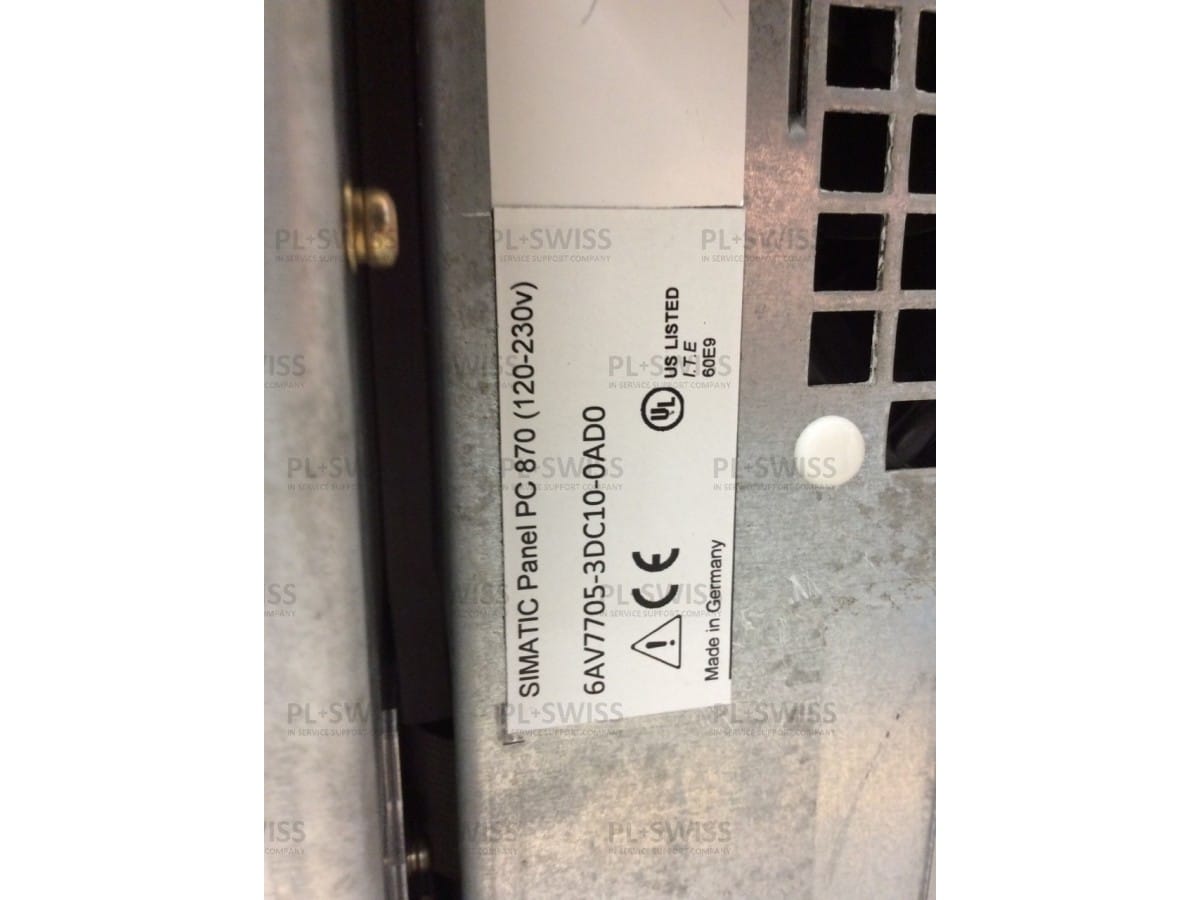 SIMATIC Panel PC 870 (120-230v)
6AV7705-3DC10-0AD0
CE
UL
US LISTED
I.T.E
60E9
Made in Germany
PL+SWISS
IN SERVICE SUPPORT COMPANY